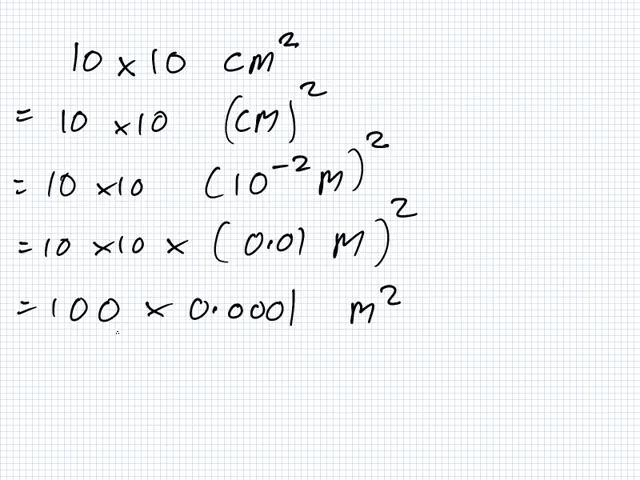 10 × 10 cm²
= 10 × 10 (cm)²
= 10 × 10 (10⁻² m)²
= 10 × 10 × (0.01 m)²
= 100 × 0.0001 m²